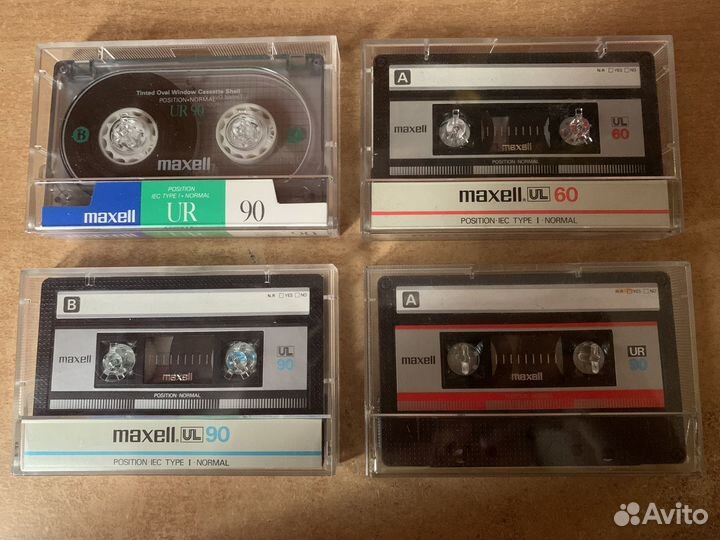 Tinted Oval Window Cassette Shell
POSITION•NORMAL
UR 90
B
maxell
POSITION
IEC TYPE I • NORMAL
maxell
UR
90
A
N.R. □YES □NO
maxell
UL
60
maxell
POSITION NORMAL
maxell. UL 60
POSITION·IEC TYPE I·NORMAL
B
N.R. □YES □NO
maxell
UL
90
maxell
POSITION NORMAL
maxell. UL 90
POSITION·IEC TYPE I·NORMAL
A
N.R. □YES □NO
maxell
UR
90
maxell
Avito